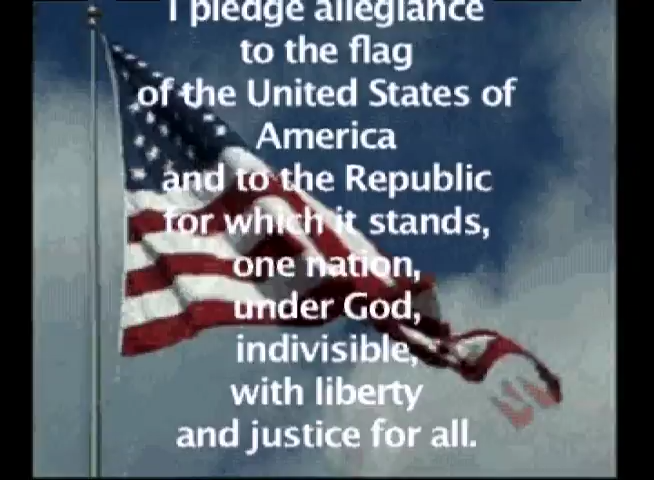 I pledge allegiance
to the flag
of the United States of
America
and to the Republic
for which it stands,
one nation,
under God,
indivisible,
with liberty
and justice for all.